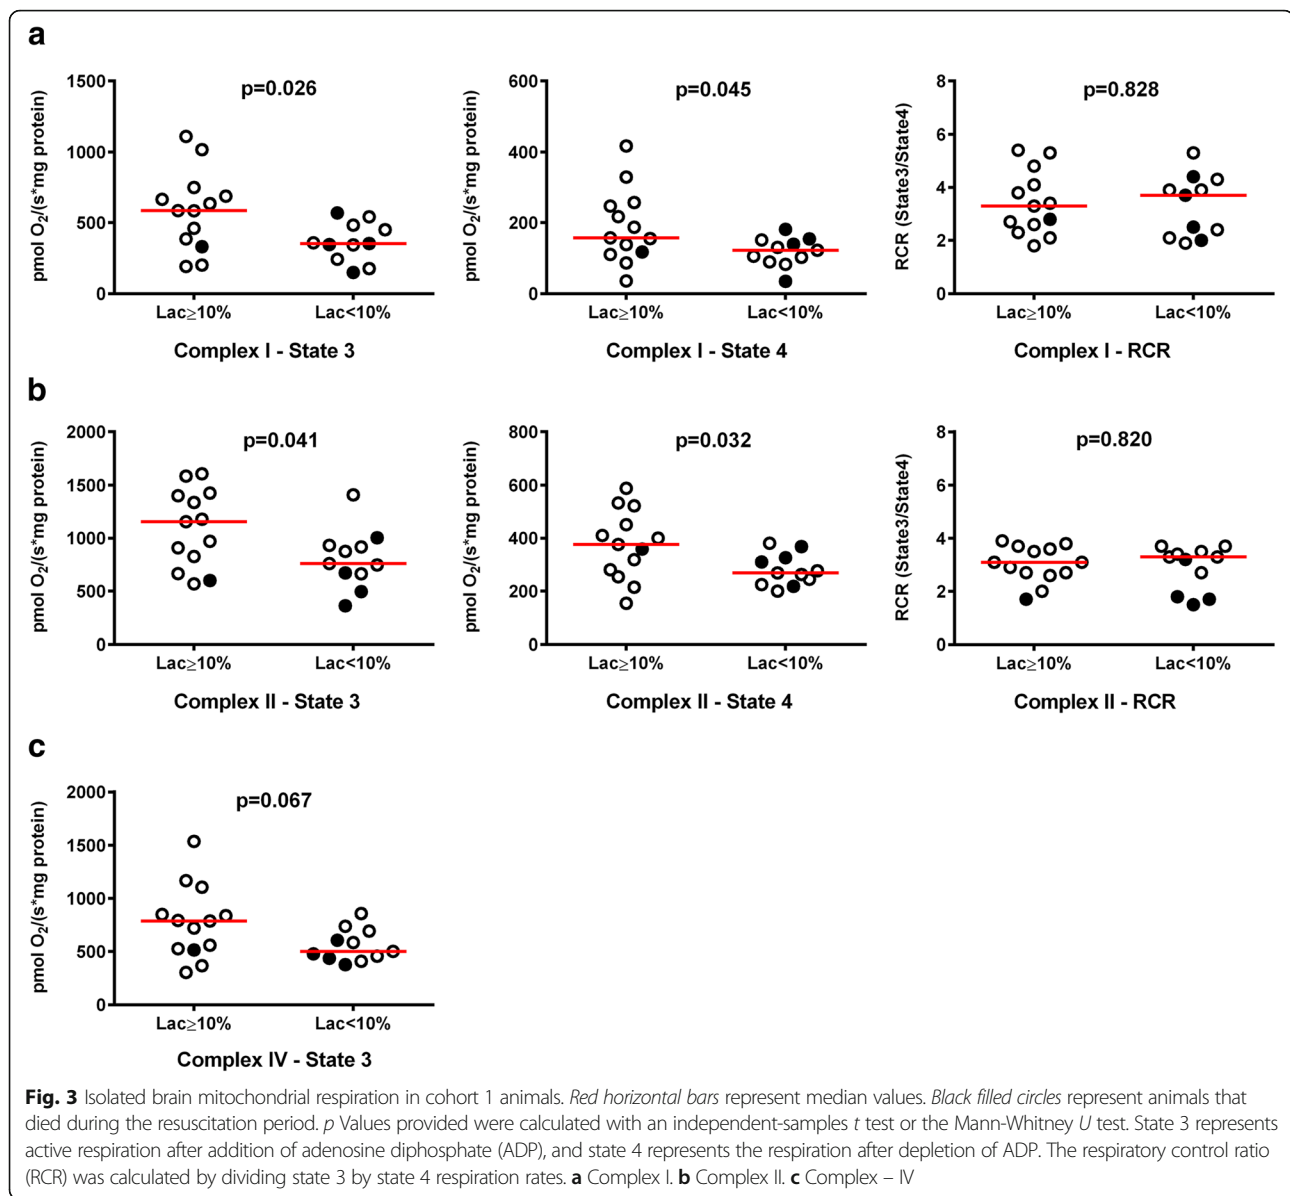 a
p=0.026
1500
1000
500
0
pmol O₂/(s*mg protein)
Lac≥10%
Lac<10%
Complex I - State 3
p=0.045
600
400
200
0
pmol O₂/(s*mg protein)
Lac≥10%
Lac<10%
Complex I - State 4
p=0.828
8
6
4
2
0
RCR (State3/State4)
Lac≥10%
Lac<10%
Complex I - RCR
b
p=0.041
2000
1500
1000
500
0
pmol O₂/(s*mg protein)
Lac≥10%
Lac<10%
Complex II - State 3
p=0.032
800
600
400
200
0
pmol O₂/(s*mg protein)
Lac≥10%
Lac<10%
Complex II - State 4
p=0.820
8
6
4
2
0
RCR (State3/State4)
Lac≥10%
Lac<10%
Complex II - RCR
c
p=0.067
2000
1500
1000
500
0
pmol O₂/(s*mg protein)
Lac≥10%
Lac<10%
Complex IV - State 3
Fig. 3 Isolated brain mitochondrial respiration in cohort 1 animals. Red horizontal bars represent median values. Black filled circles represent animals that
died during the resuscitation period. p Values provided were calculated with an independent-samples t test or the Mann-Whitney U test. State 3 represents
active respiration after addition of adenosine diphosphate (ADP), and state 4 represents the respiration after depletion of ADP. The respiratory control ratio
(RCR) was calculated by dividing state 3 by state 4 respiration rates. a Complex I. b Complex II. c Complex – IV